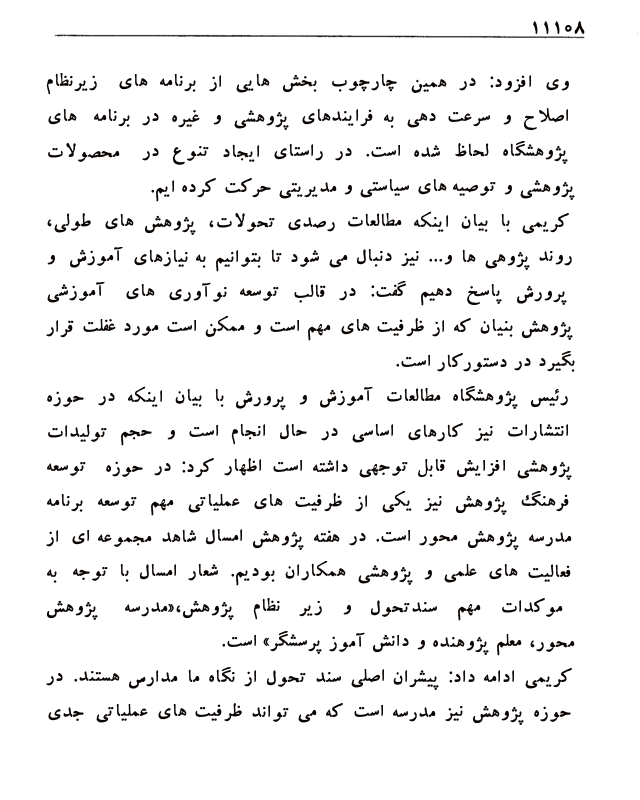 ۱۱۱۰۸
وی افزود: در همین چارچوب بخش هایی از برنامه های زیرنظام
اصلاح و سرعت دهی به فرایندهای پژوهشی و غیره در برنامه های
پژوهشگاه لحاظ شده است. در راستای ایجاد تنوع در محصولات
پژوهشی و توصیه های سیاستی و مدیریتی حرکت کرده ایم.
کریمی با بیان اینکه مطالعات رصدی تحولات، پژوهش های طولی،
روند پژوهی ها و... نیز دنبال می شود تا بتوانیم به نیازهای آموزش و
پرورش پاسخ دهیم گفت: در قالب توسعه نوآوری های آموزشی
پژوهش بنیان که از ظرفیت های مهم است و ممکن است مورد غفلت قرار
بگیرد در دستورکار است.
رئیس پژوهشگاه مطالعات آموزش و پرورش با بیان اینکه در حوزه
انتشارات نیز کارهای اساسی در حال انجام است و حجم تولیدات
پژوهشی افزایش قابل توجهی داشته است اظهار کرد: در حوزه توسعه
فرهنگ پژوهش نیز یکی از ظرفیت های عملیاتی مهم توسعه برنامه
مدرسه پژوهش محور است. در هفته پژوهش امسال شاهد مجموعه ای از
فعالیت های علمی و پژوهشی همکاران بودیم. شعار امسال با توجه به
موکدات مهم سندتحول و زیر نظام پژوهش،«مدرسه پژوهش
محور، معلم پژوهنده و دانش آموز پرسشگر» است.
کریمی ادامه داد: پیشران اصلی سند تحول از نگاه ما مدارس هستند. در
حوزه پژوهش نیز مدرسه است که می تواند ظرفیت های عملیاتی جدی